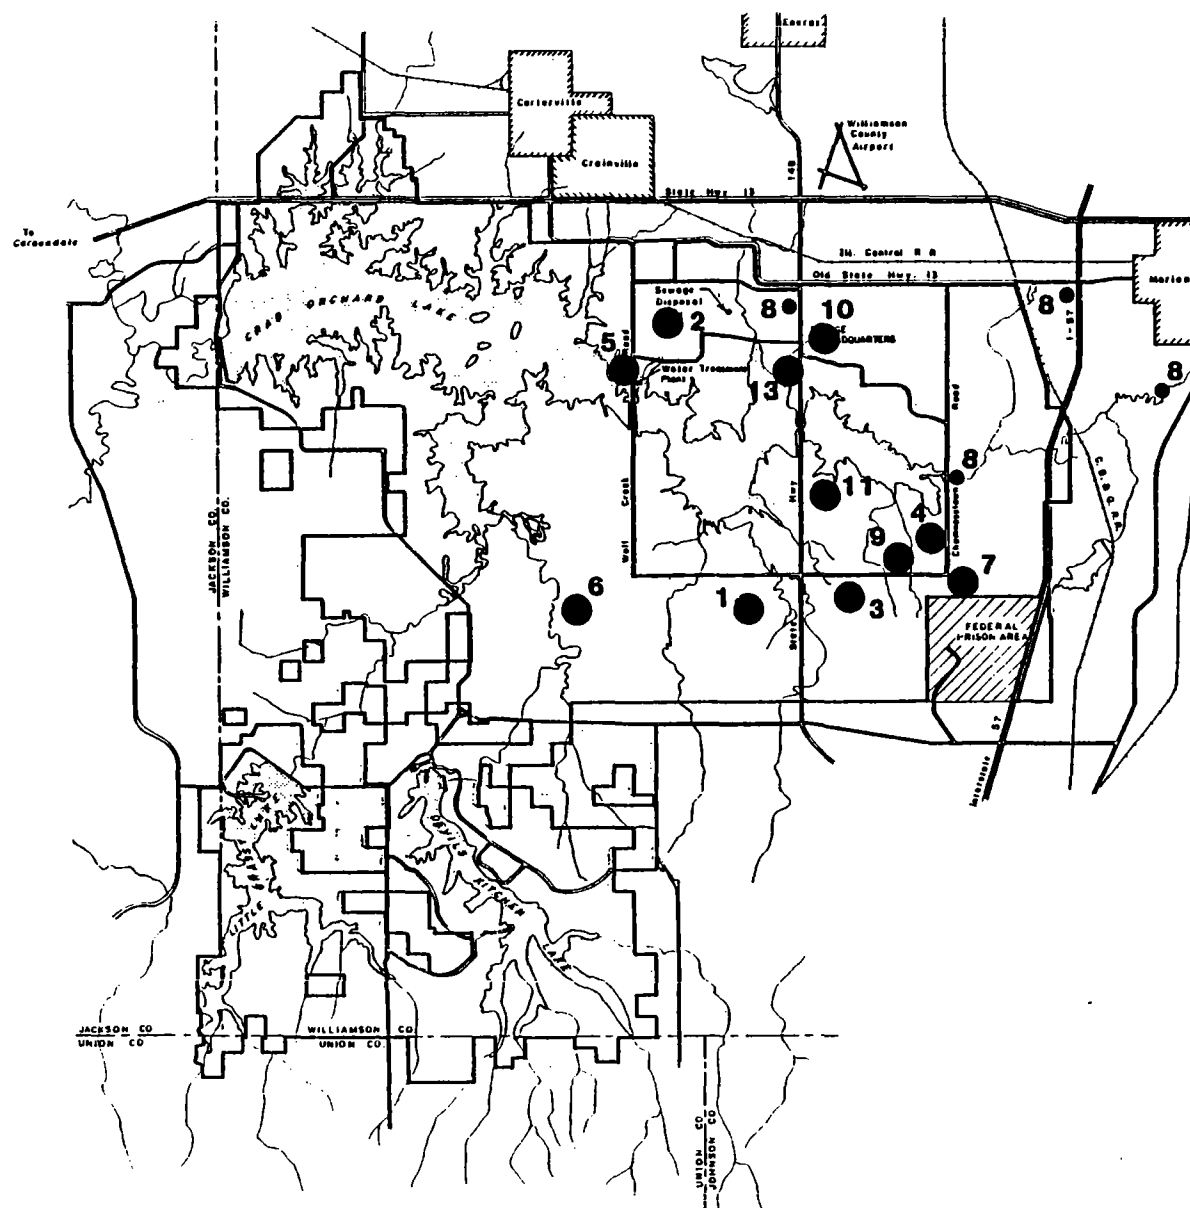 Energy
Carterville
Crainville
Williamson
County
Airport
148
State Hwy. 13
To
Carbondale
Ill. Central R R
Old State Hwy. 13
Marion
CRAB ORCHARD LAKE
Sewage
Disposal
2
8
10
8
I-57
5
Road
HEADQUARTERS
Water Treatment
Plant
13
Road
8
8
C. B. & Q. R.R.
11
4
Hwy
Wolf Creek
9
7
JACKSON CO.
WILLIAMSON CO.
6
1
3
State
FEDERAL
PRISON AREA
Interstate 57
LITTLE GRASSY LAKE
DEVILS KITCHEN LAKE
JACKSON CO
UNION CO
WILLIAMSON CO.
UNION CO.
UNION CO
JOHNSON CO